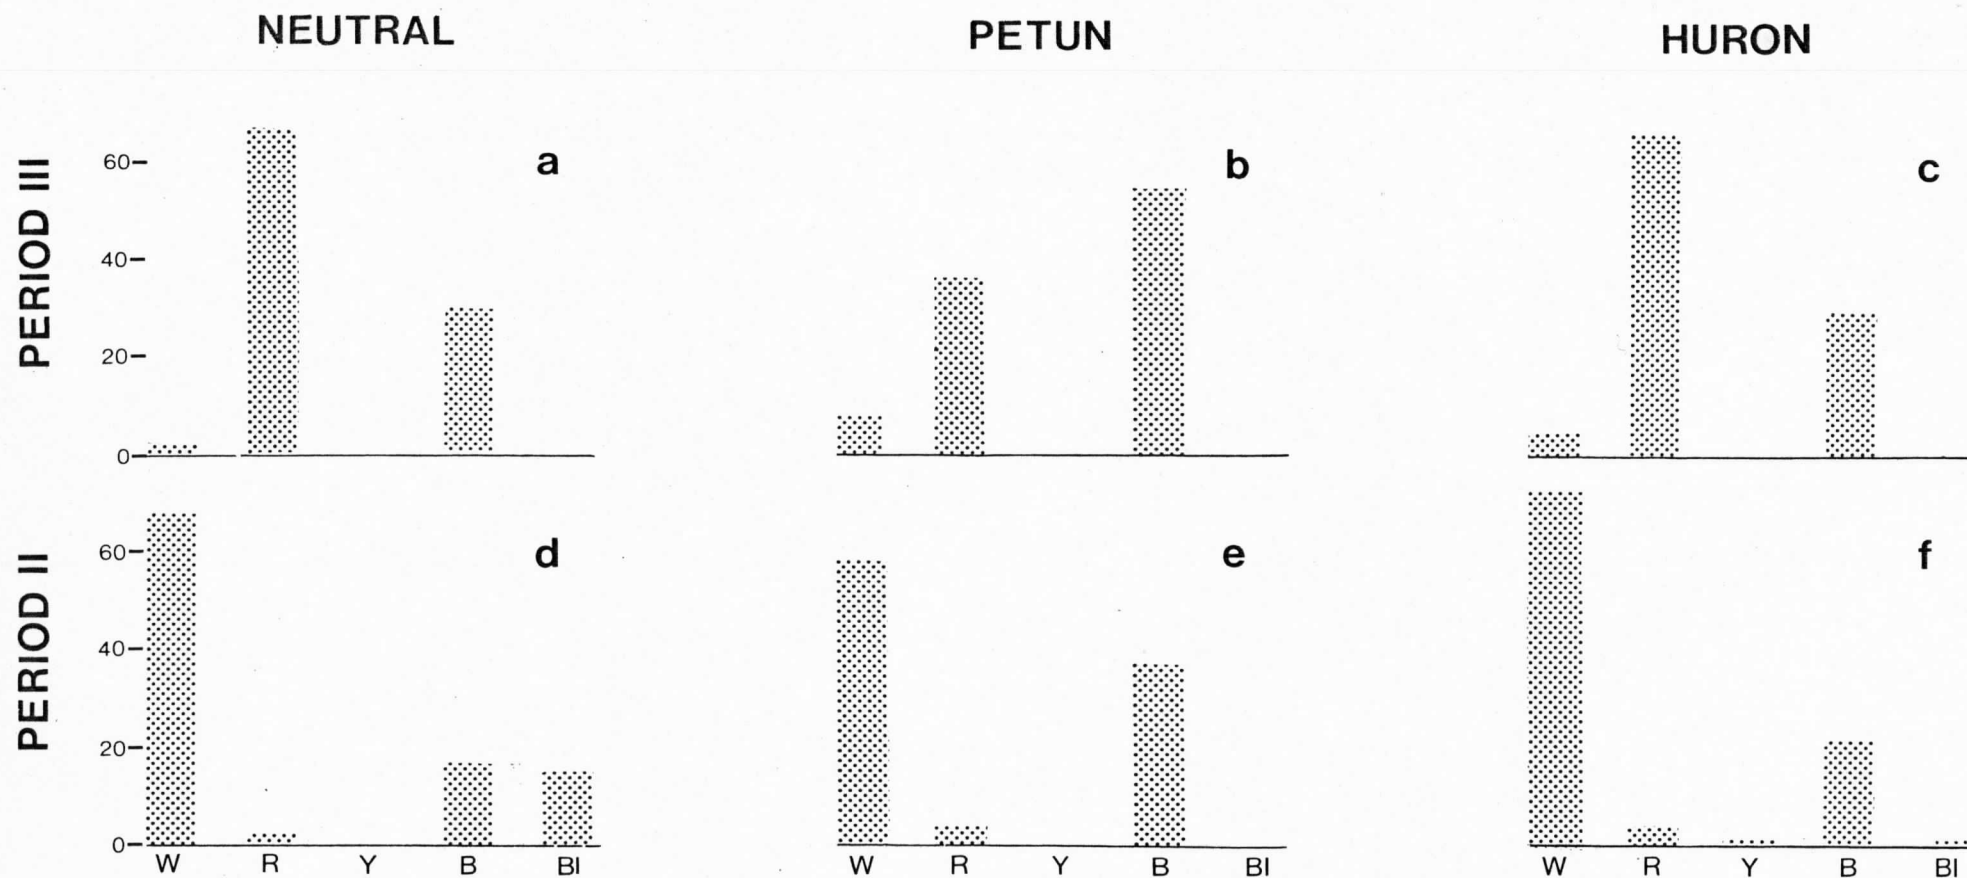 NEUTRAL PETUN HURON
PERIOD III
60
40
20
0
a b c
PERIOD II
60
40
20
0
d e f
W R Y B Bl W R Y B Bl W R Y B Bl